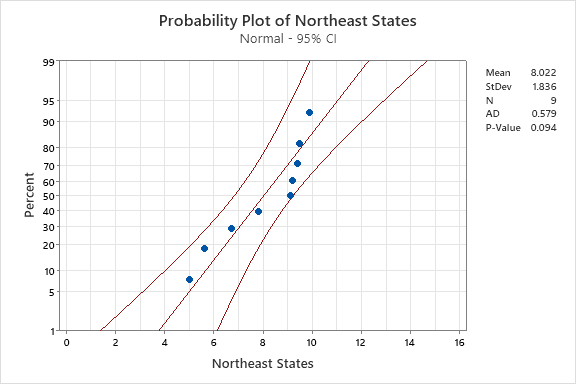 Probability Plot of Northeast States
Normal - 95% CI
Mean 8.022
StDev 1.836
N 9
AD 0.579
P-Value 0.094
Percent
99
95
90
80
70
60
50
40
30
20
10
5
1
0 2 4 6 8 10 12 14 16
Northeast States